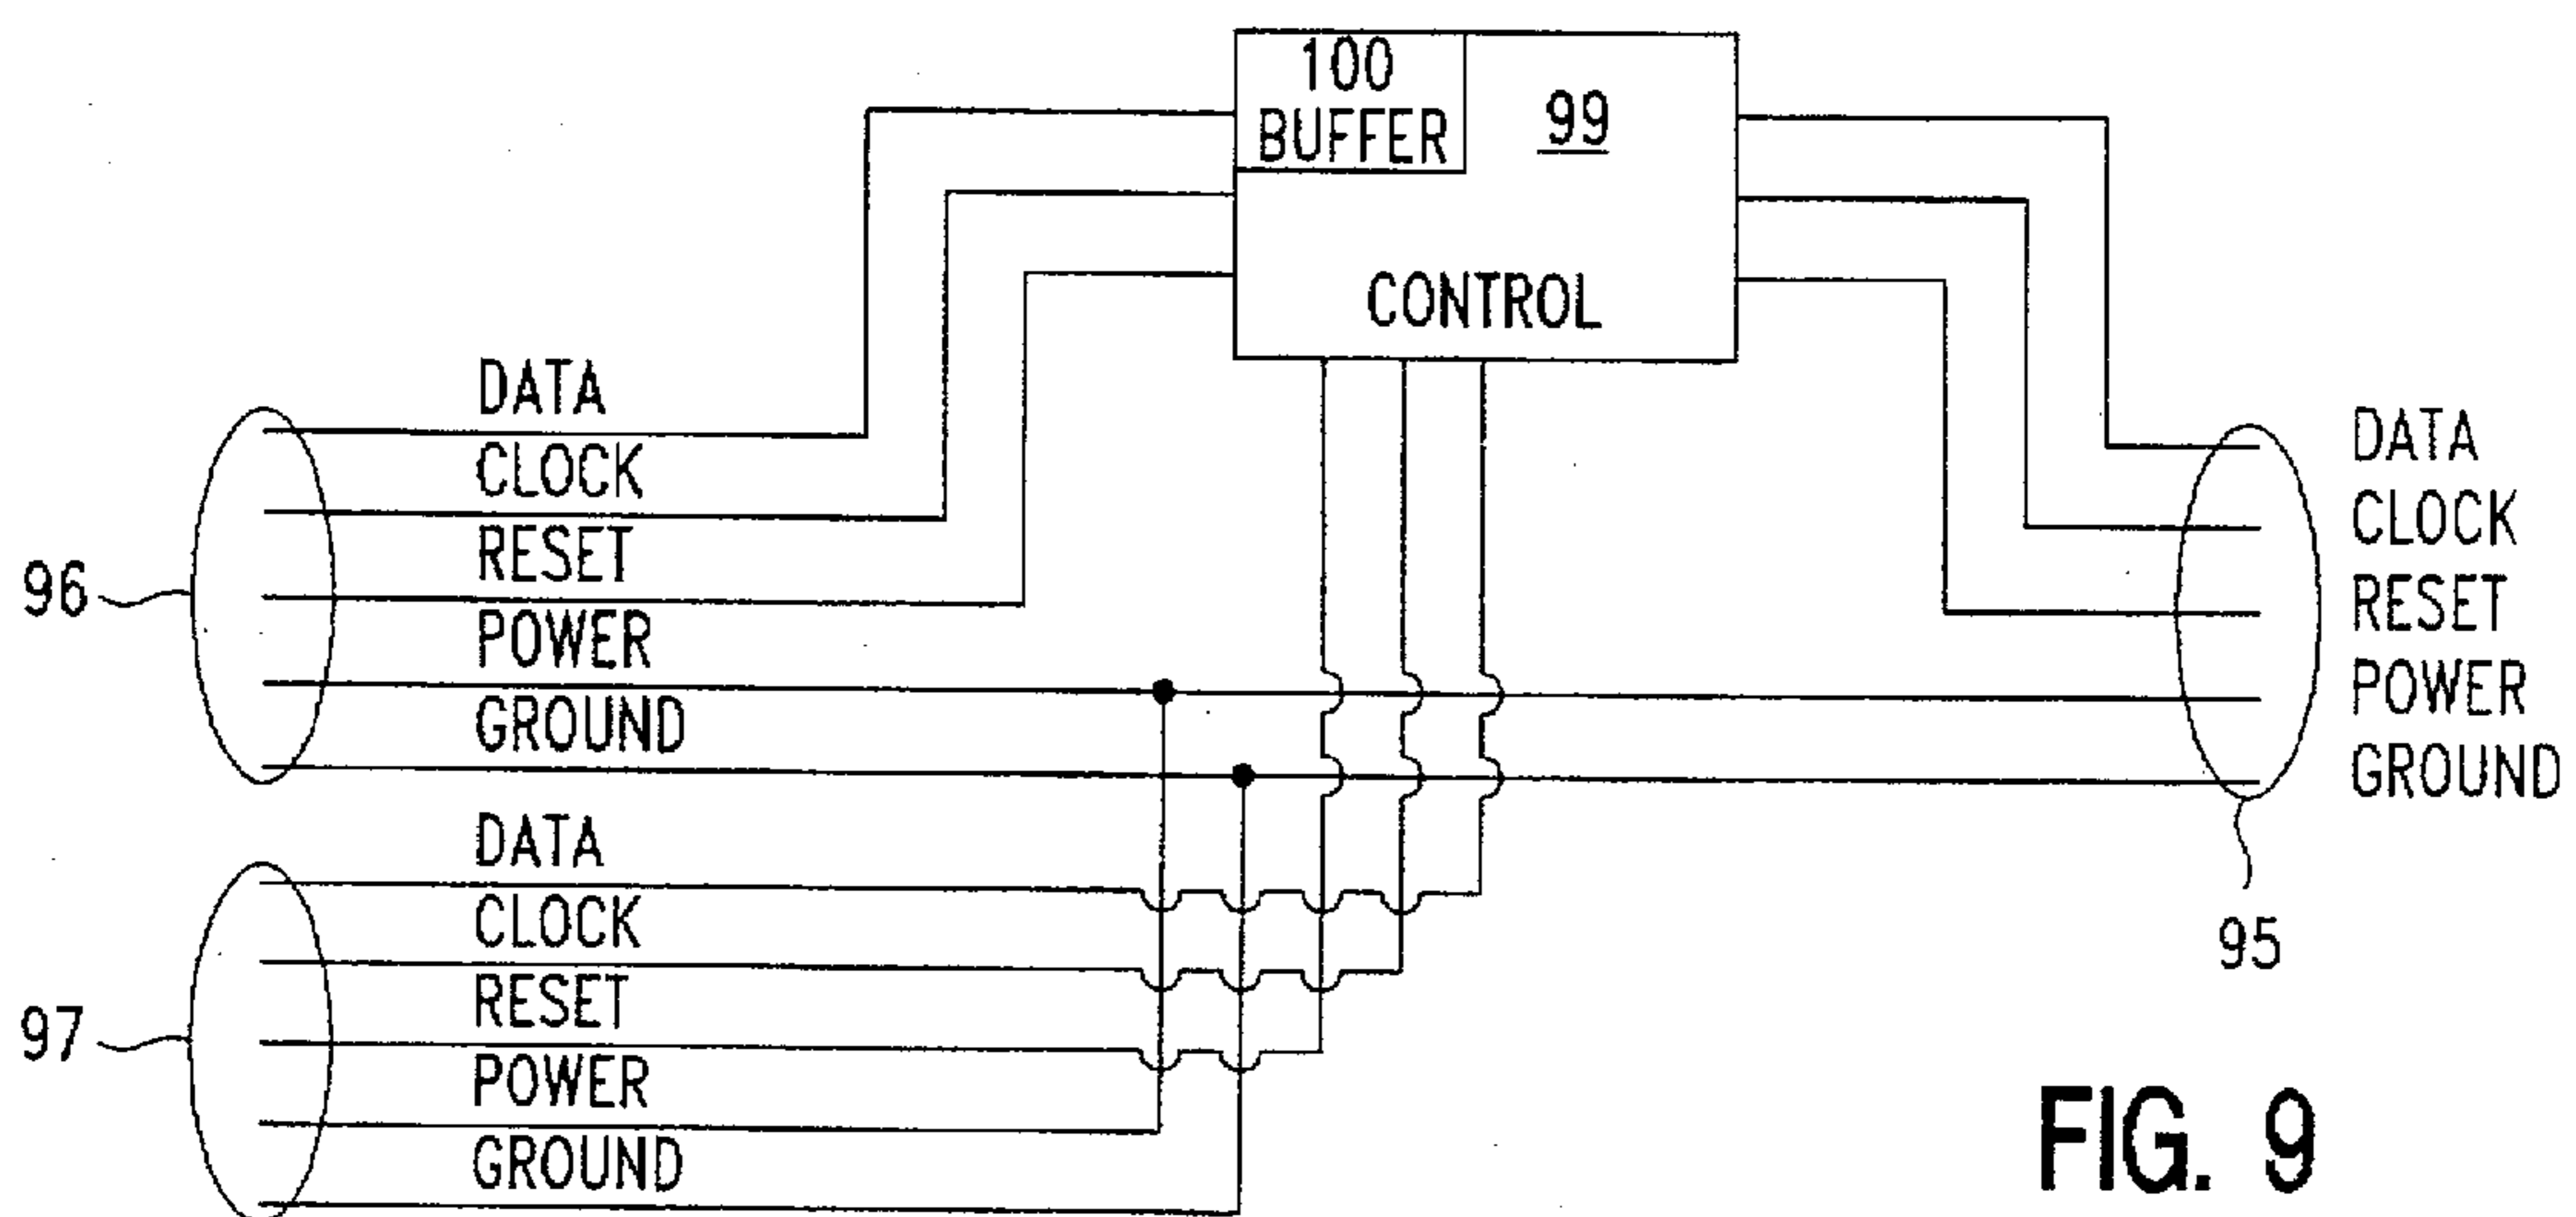 100
BUFFER
99
CONTROL
DATA
CLOCK
RESET
POWER
GROUND
96
DATA
CLOCK
RESET
POWER
GROUND
95
DATA
CLOCK
RESET
POWER
GROUND
97
FIG. 9